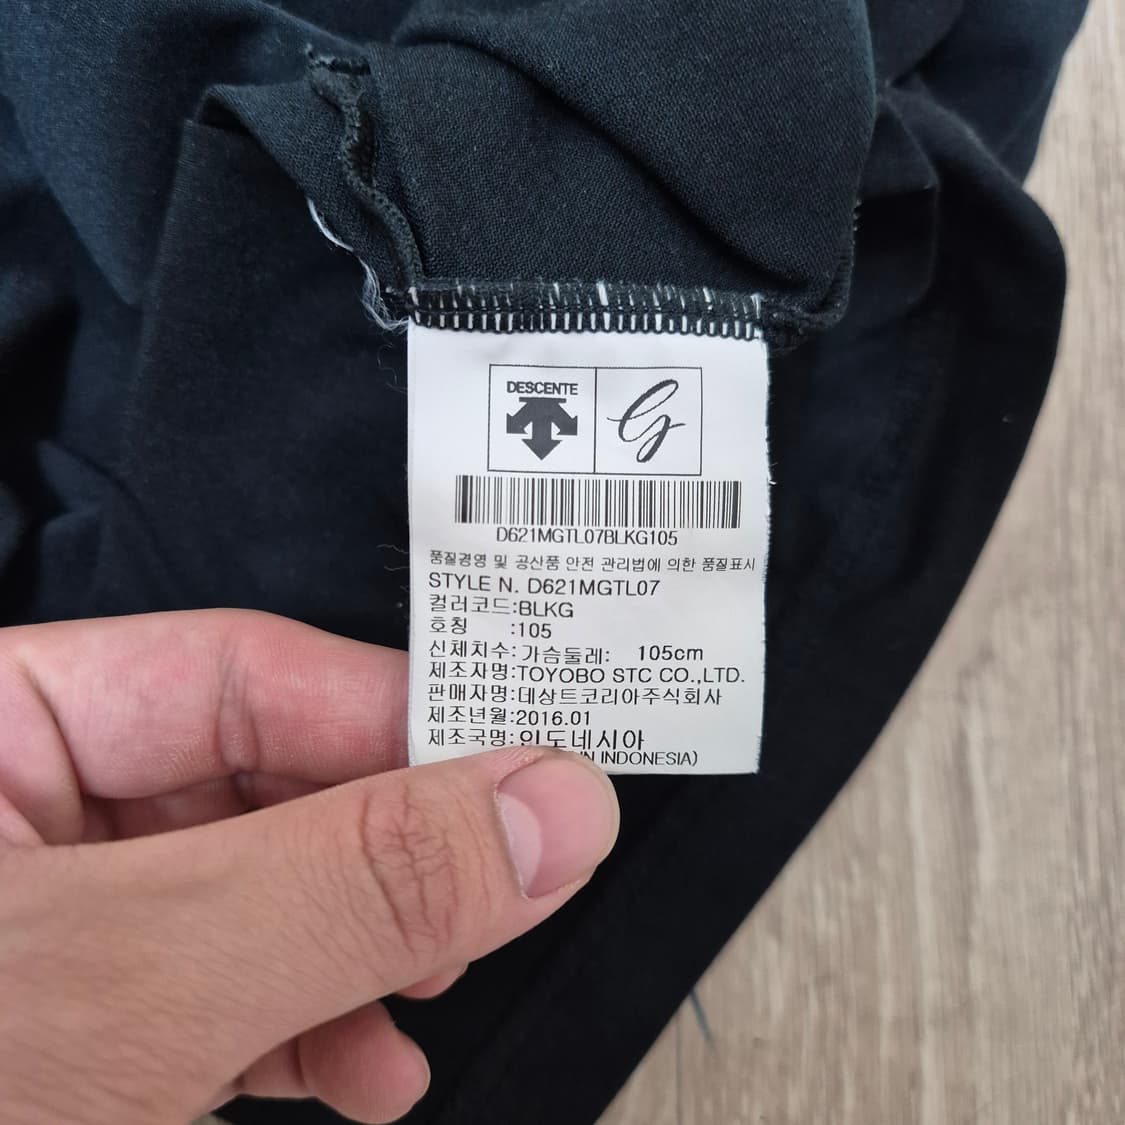 DESCENTE
G
D621MGTL07BLKG105
품질경영 및 공산품 안전 관리법에 의한 품질표시
STYLE N. D621MGTL07
컬러코드:BLKG
호칭 :105
신체치수:가슴둘레: 105cm
제조자명:TOYOBO STC CO.,LTD.
판매자명:데상트코리아주식회사
제조년월:2016.01
제조국명:인도네시아
INDONESIA)